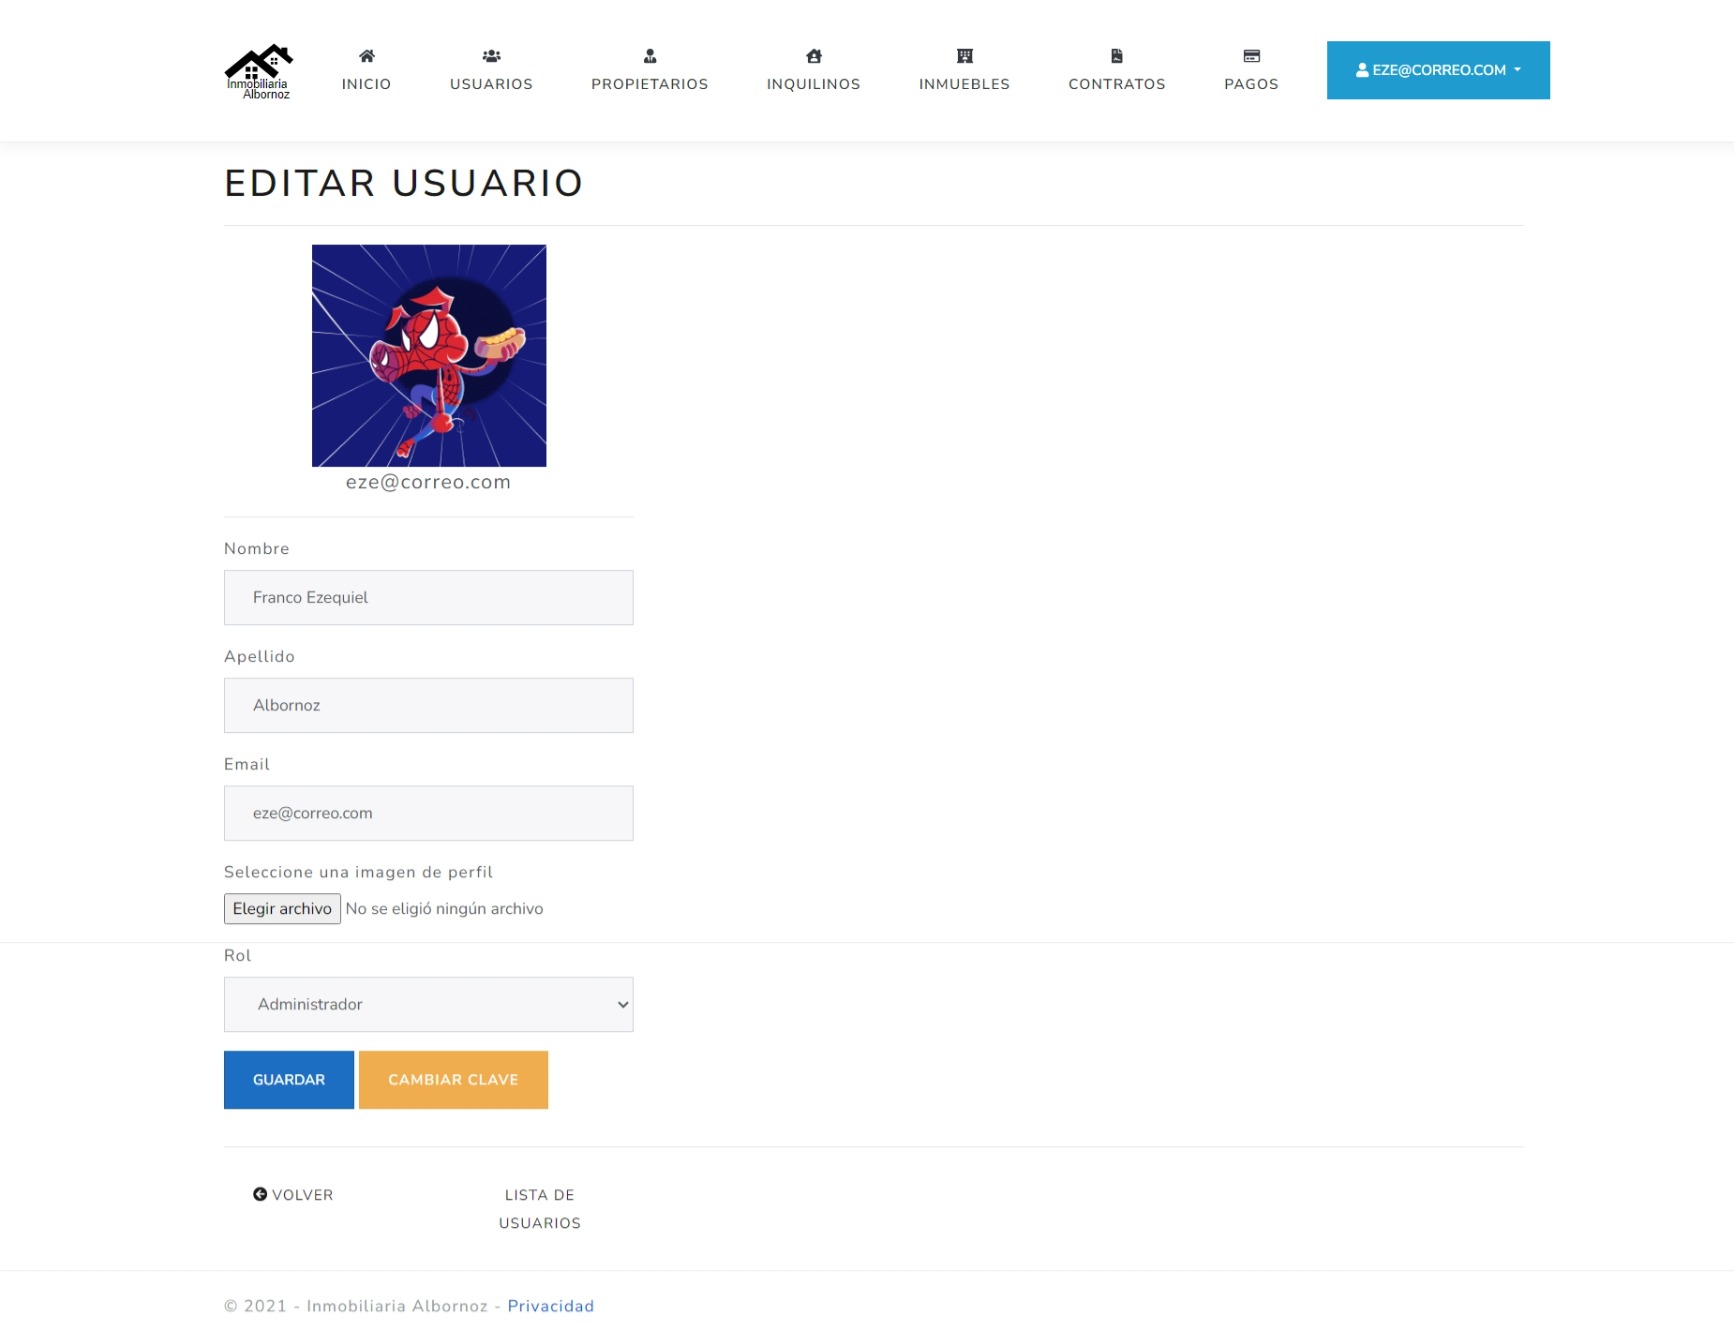 Inmobiliaria
Albornoz
INICIO
USUARIOS
PROPIETARIOS
INQUILINOS
INMUEBLES
CONTRATOS
PAGOS
EZE@CORREO.COM
EDITAR USUARIO
eze@correo.com
Nombre
Franco Ezequiel
Apellido
Albornoz
Email
eze@correo.com
Seleccione una imagen de perfil
Elegir archivo No se eligió ningún archivo
Rol
Administrador
GUARDAR CAMBIAR CLAVE
VOLVER
LISTA DE
USUARIOS
© 2021 - Inmobiliaria Albornoz - Privacidad